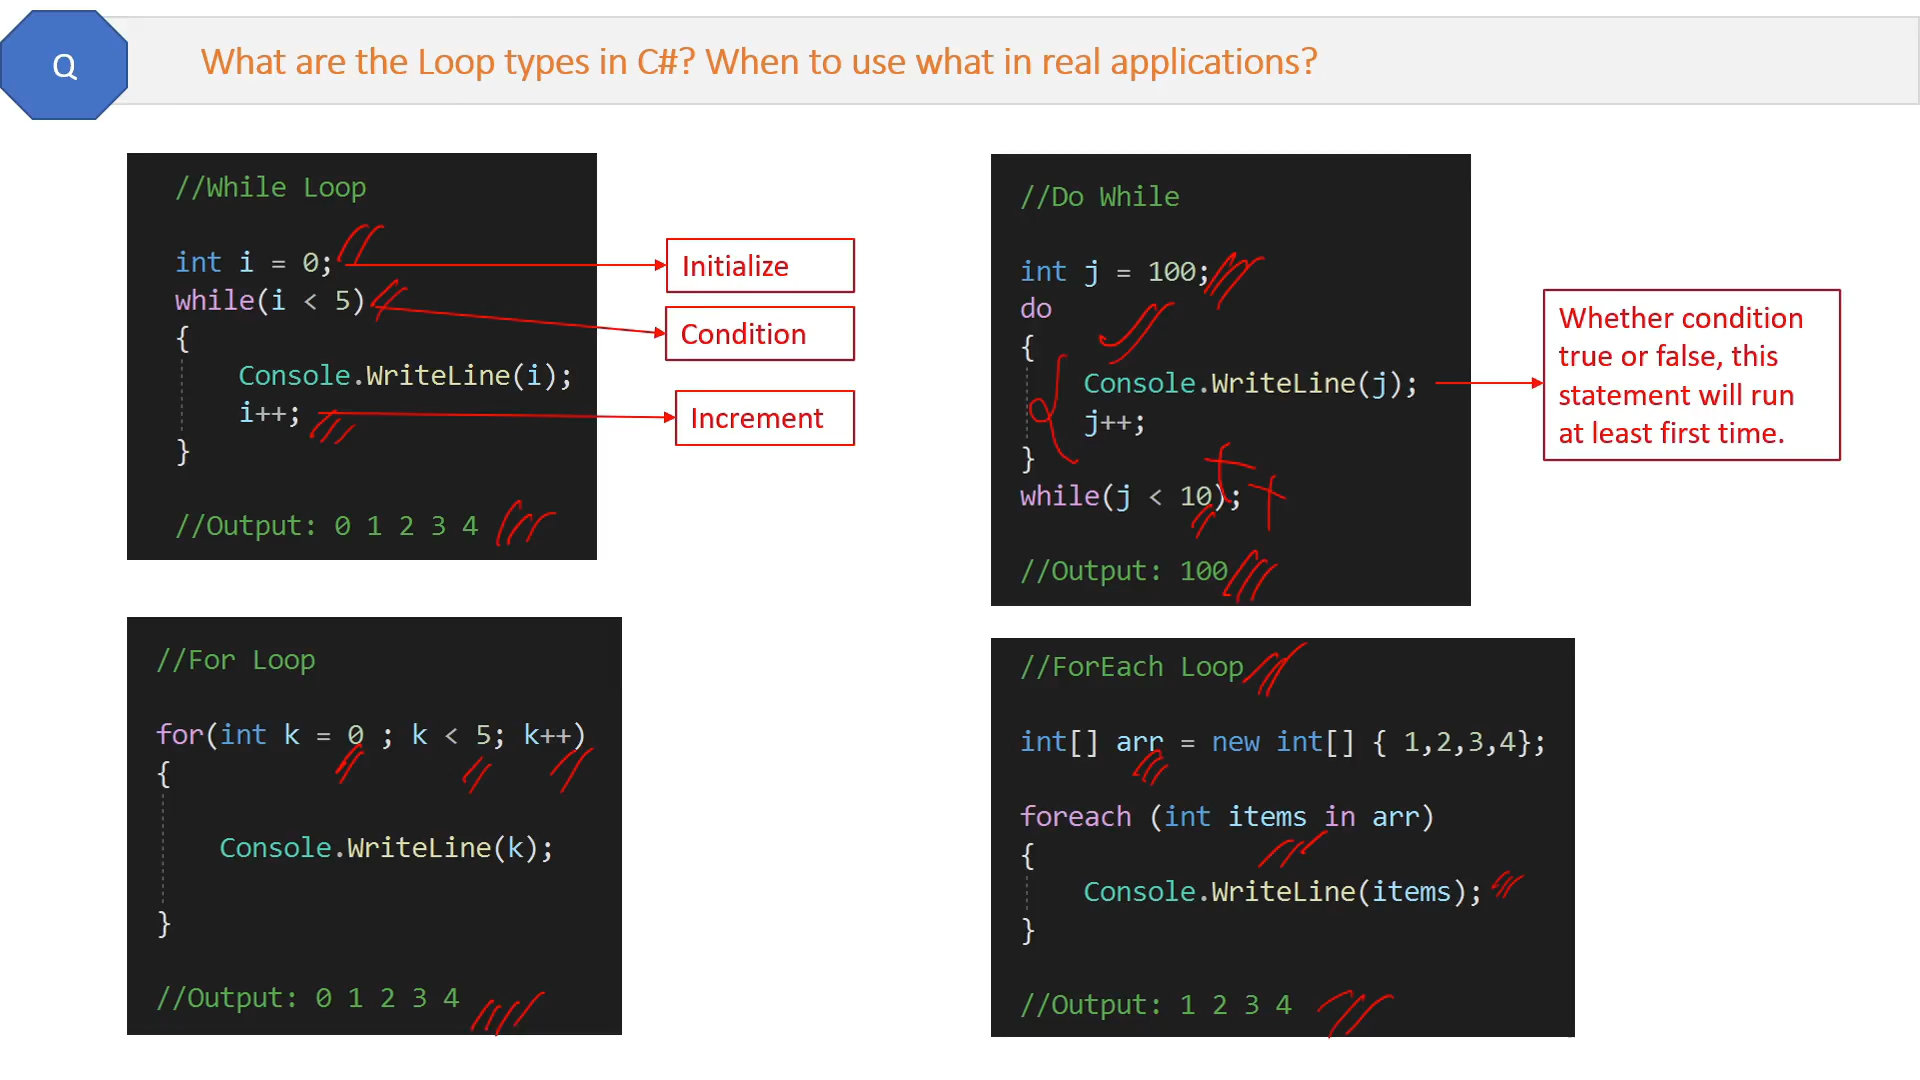 Q
What are the Loop types in C#? When to use what in real applications?
//While Loop
int i = 0;
while(i < 5)
{
Console.WriteLine(i);
i++;
}
//Output: 0 1 2 3 4
Initialize
Condition
Increment
//Do While
int j = 100;
do
{
Console.WriteLine(j);
j++;
}
while(j < 10);
//Output: 100
Whether condition
true or false, this
statement will run
at least first time.
//For Loop
for(int k = 0 ; k < 5; k++)
{
Console.WriteLine(k);
}
//Output: 0 1 2 3 4
//ForEach Loop
int[] arr = new int[] { 1,2,3,4};
foreach (int items in arr)
{
Console.WriteLine(items);
}
//Output: 1 2 3 4